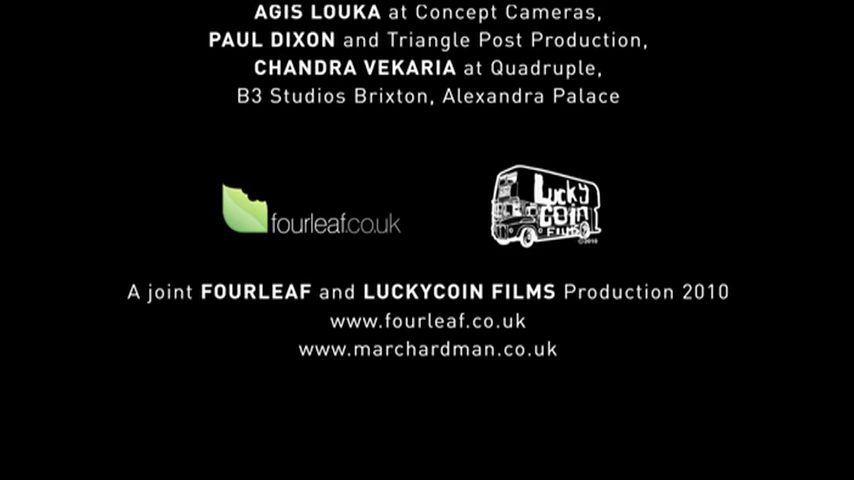 AGIS LOUKA at Concept Cameras,
PAUL DIXON and Triangle Post Production,
CHANDRA VEKARIA at Quadruple,
B3 Studios Brixton, Alexandra Palace
fourleaf.co.uk
Lucky
COIN
FILMS
©2010
A joint FOURLEAF and LUCKYCOIN FILMS Production 2010
www.fourleaf.co.uk
www.marchardman.co.uk